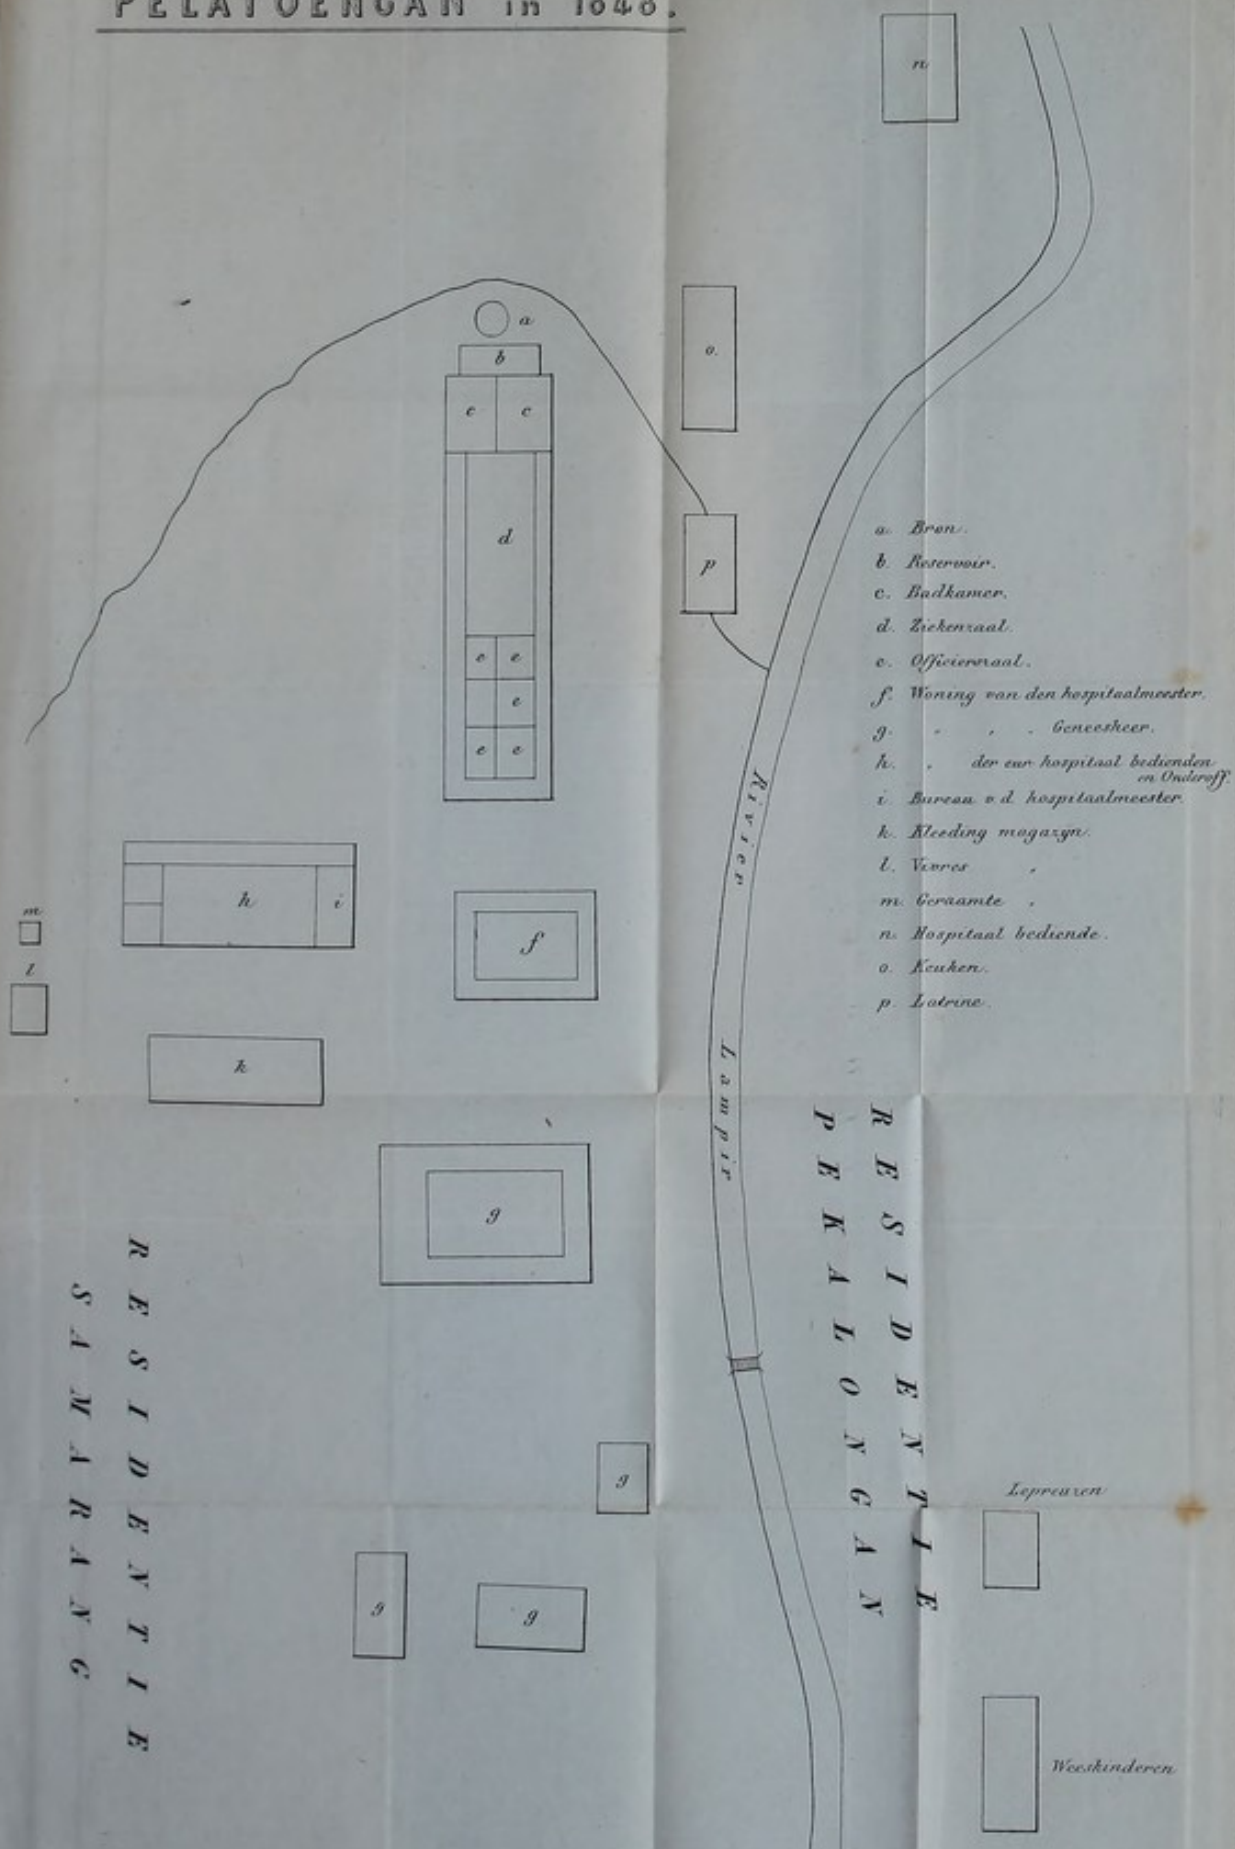 PELATOENGAN in 1848.
n
a
b
o.
c c
d
p
e e
e
e e
a. Bron.
b. Reservoir.
c. Badkamer.
d. Ziekenzaal.
e. Officierszaal.
f. Woning van den hospitaalmeester.
g. " " " Geneesheer.
h. " der eur hospitaal bedienden
en Onderoff.
i. Bureau v.d. hospitaalmeester.
k. Kleeding magazyn.
l. Vivres "
m. Geraamte "
n. Hospitaal bediende.
o. Keuken.
p. Latrine.
Rivier
Lampir
h
i
m
l
f
k
g
RESIDENTIE
PEKALONGAN
RESIDENTIE
SAMARANG
g
g
g
Lepreuzen
Weeskinderen